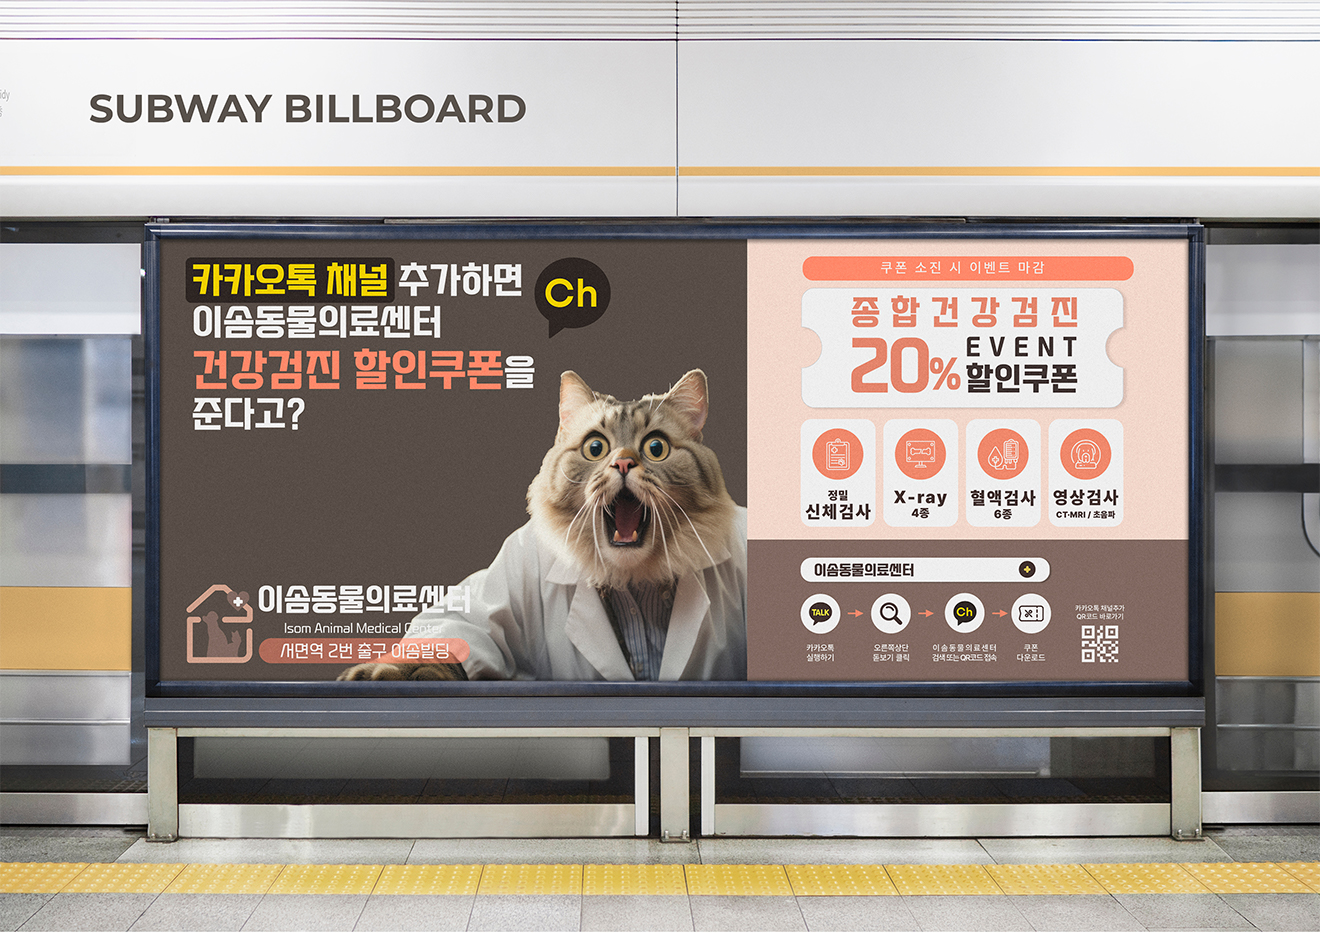 SUBWAY BILLBOARD
카카오톡 채널 추가하면
Ch
이솜동물의료센터
건강검진 할인쿠폰을
준다고?
이솜동물의료센터
Isom Animal Medical Center
서면역 2번 출구 이솜빌딩
쿠폰 소진 시 이벤트 마감
종합건강검진
20% EVENT
할인쿠폰
정밀
신체검사
X-ray
4종
혈액검사
6종
영상검사
CT·MRI / 초음파
이솜동물의료센터
TALK
Ch
카카오톡
실행하기
오른쪽상단
돋보기 클릭
이솜동물의료센터
검색 또는 QR코드 접속
쿠폰
다운로드
카카오톡 채널추가
QR코드 바로가기